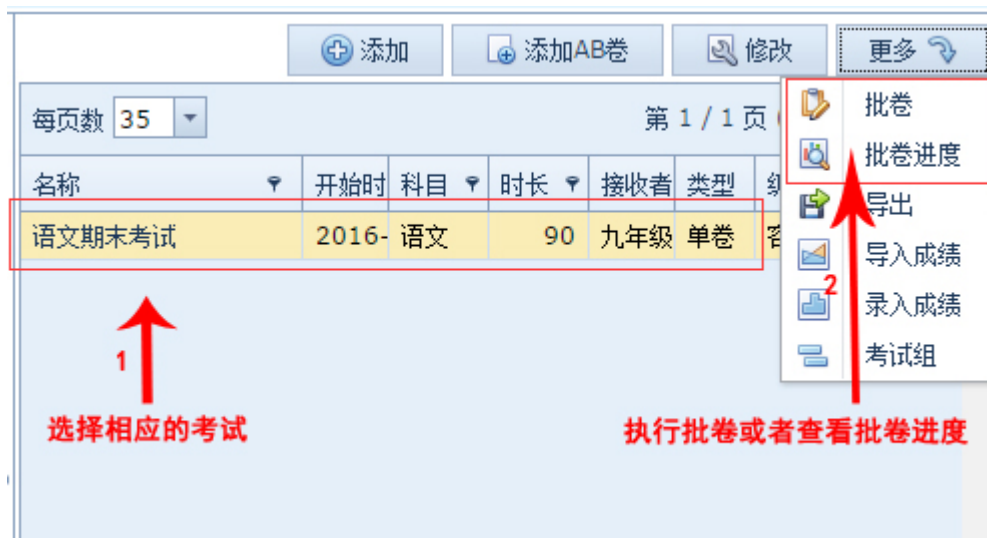 添加 添加AB卷 修改 更多
每页数 35 第 1 / 1 页
批卷
批卷进度
名称 开始时 科目 时长 接收者 类型
导出
语文期末考试 2016- 语文 90 九年级 单卷
导入成绩
2
录入成绩
1
考试组
选择相应的考试
执行批卷或者查看批卷进度